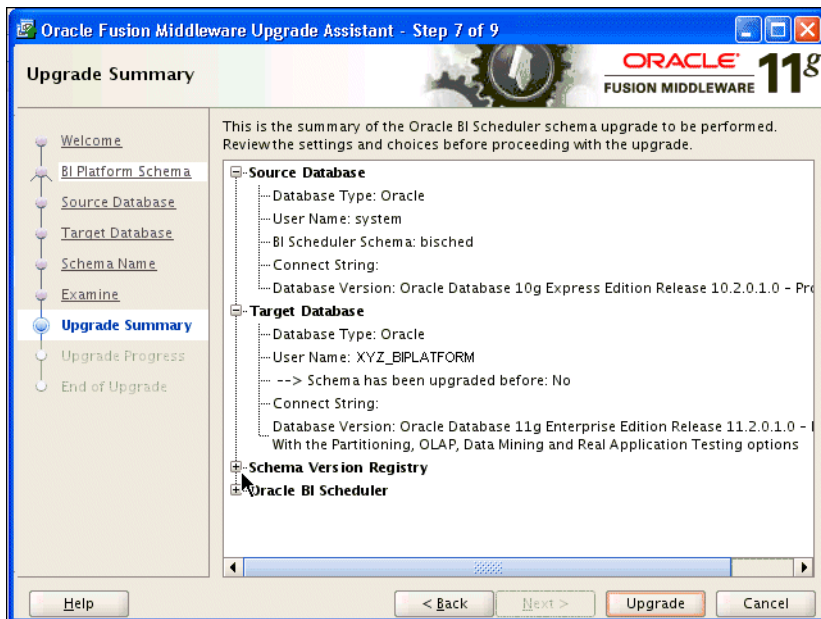 Oracle Fusion Middleware Upgrade Assistant - Step 7 of 9
Upgrade Summary
ORACLE
FUSION MIDDLEWARE
11g
Welcome
BI Platform Schema
Source Database
Target Database
Schema Name
Examine
Upgrade Summary
Upgrade Progress
End of Upgrade
This is the summary of the Oracle BI Scheduler schema upgrade to be performed.
Review the settings and choices before proceeding with the upgrade.
Source Database
Database Type: Oracle
User Name: system
BI Scheduler Schema: bisched
Connect String:
Database Version: Oracle Database 10g Express Edition Release 10.2.0.1.0 - Pro
Target Database
Database Type: Oracle
User Name: XYZ_BIPLATFORM
--> Schema has been upgraded before: No
Connect String:
Database Version: Oracle Database 11g Enterprise Edition Release 11.2.0.1.0 -
With the Partitioning, OLAP, Data Mining and Real Application Testing options
Schema Version Registry
Oracle BI Scheduler
Help
< Back
Next >
Upgrade
Cancel